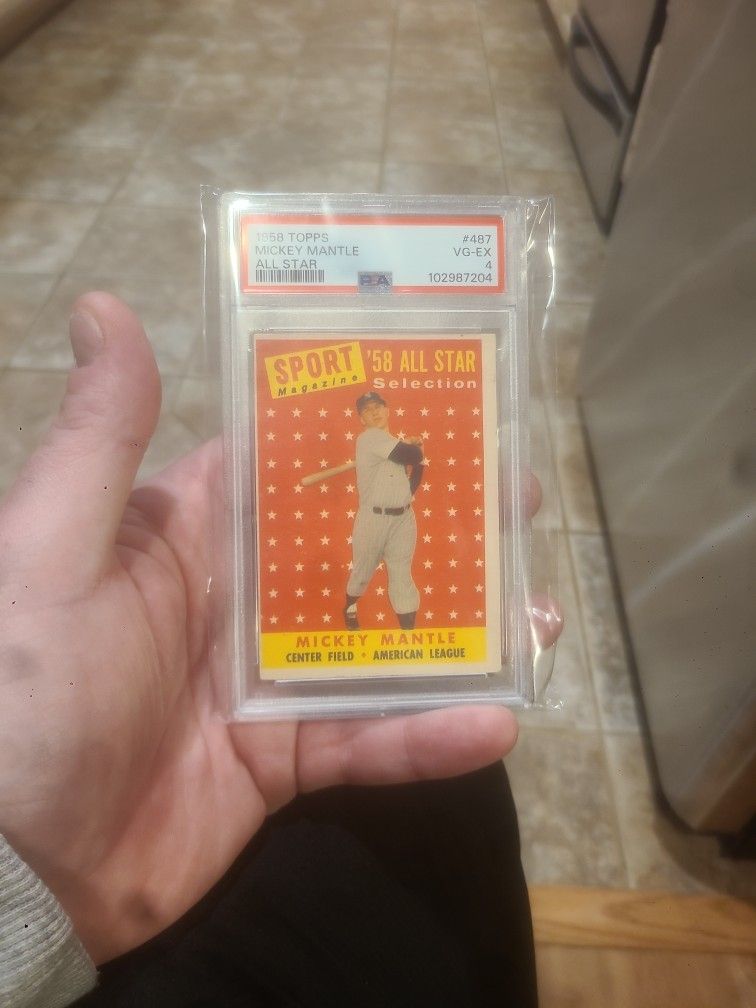 1958 TOPPS #487
MICKEY MANTLE VG-EX
ALL STAR 4
PSA 102987204
SPORT '58 ALL STAR
Magazine Selection
MICKEY MANTLE
CENTER FIELD • AMERICAN LEAGUE